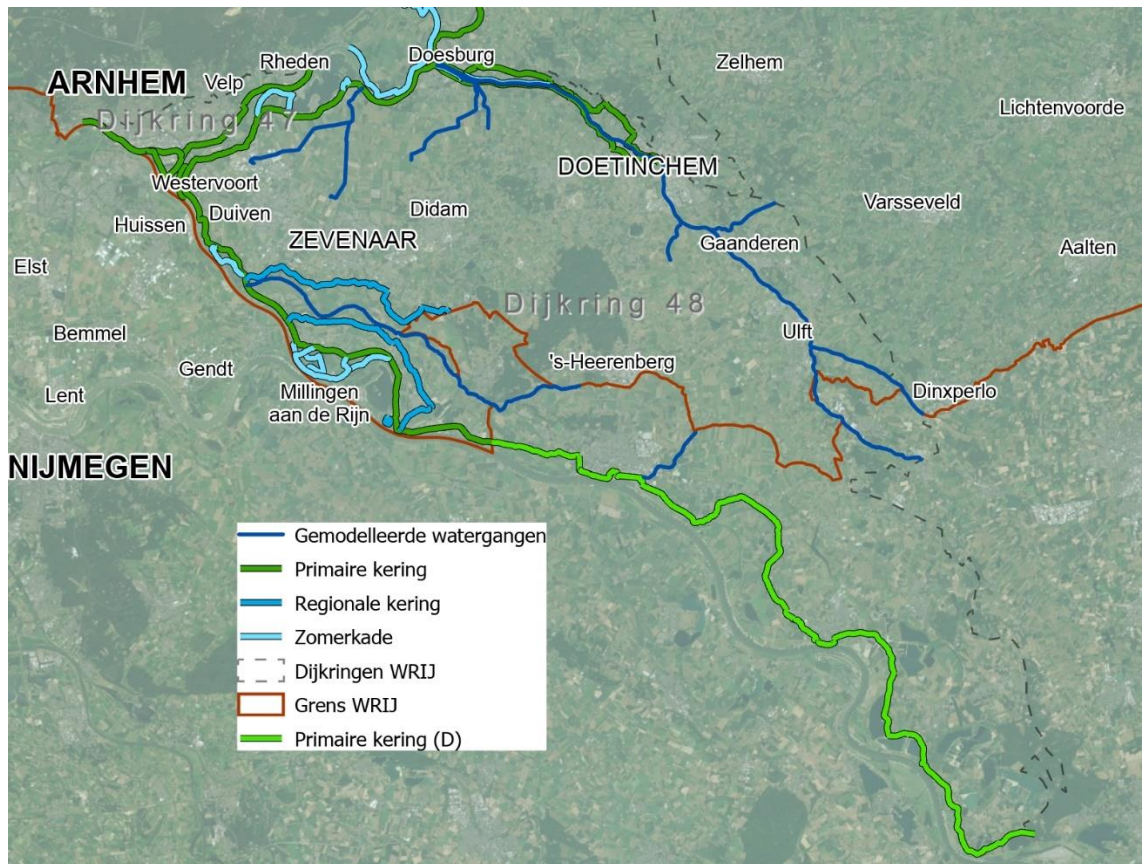 Doesburg
Zelhem
Rheden
Velp
ARNHEM
Lichtenvoorde
Dijkring 47
DOETINCHEM
Westervoort
Varsseveld
Huissen
Duiven
Didam
ZEVENAAR
Gaanderen
Aalten
Elst
Dijkring 48
Bemmel
Ulft
Gendt
's-Heerenberg
Lent
Millingen
aan de Rijn
Dinxperlo
NIJMEGEN
Gemodelleerde watergangen
Primaire kering
Regionale kering
Zomerkade
Dijkringen WRIJ
Grens WRIJ
Primaire kering (D)